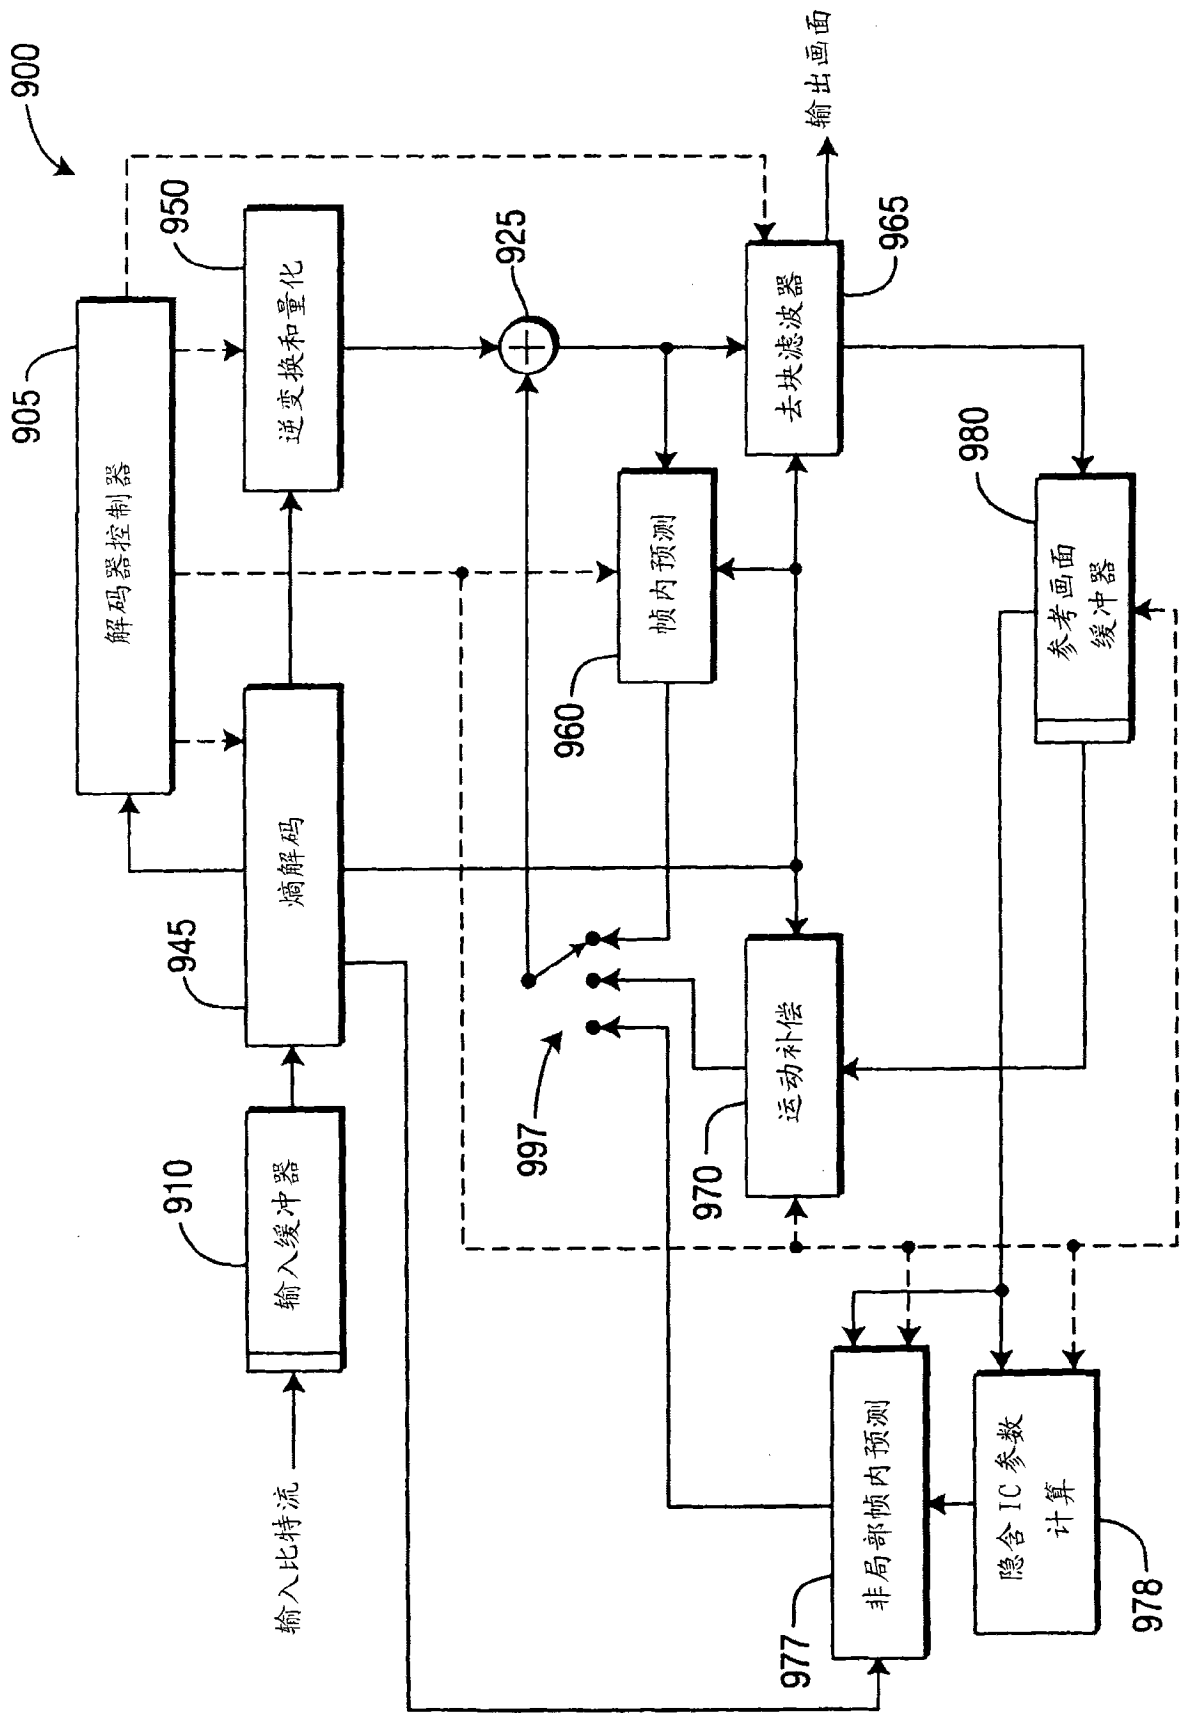 900
905
解码器控制器
910
输入缓冲器
输入比特流
945
熵解码
950
逆变换和量化
925
997
960
帧内预测
965
去块滤波器
输出画面
970
运动补偿
980
参考画面
缓冲器
977
非局部帧内预测
978
隐含IC参数
计算